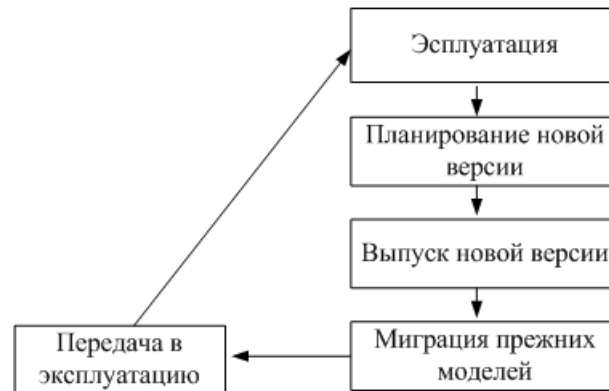 Эсплуатация
Планирование новой
версии
Выпуск новой версии
Миграция прежних
моделей
Передача в
эксплуатацию